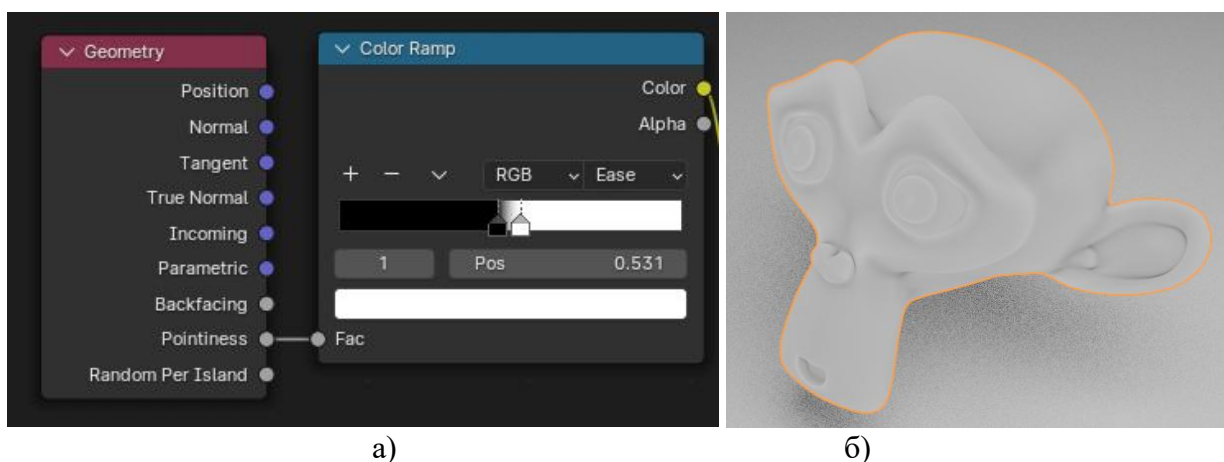 Geometry
Position
Normal
Tangent
True Normal
Incoming
Parametric
Backfacing
Pointiness
Random Per Island
Color Ramp
Color
Alpha
+ − RGB Ease
1 Pos 0.531
Fac
а) б)